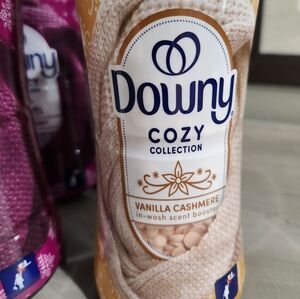 Downy
COZY
COLLECTION
VANILLA CASHMERE
in-wash scent booster